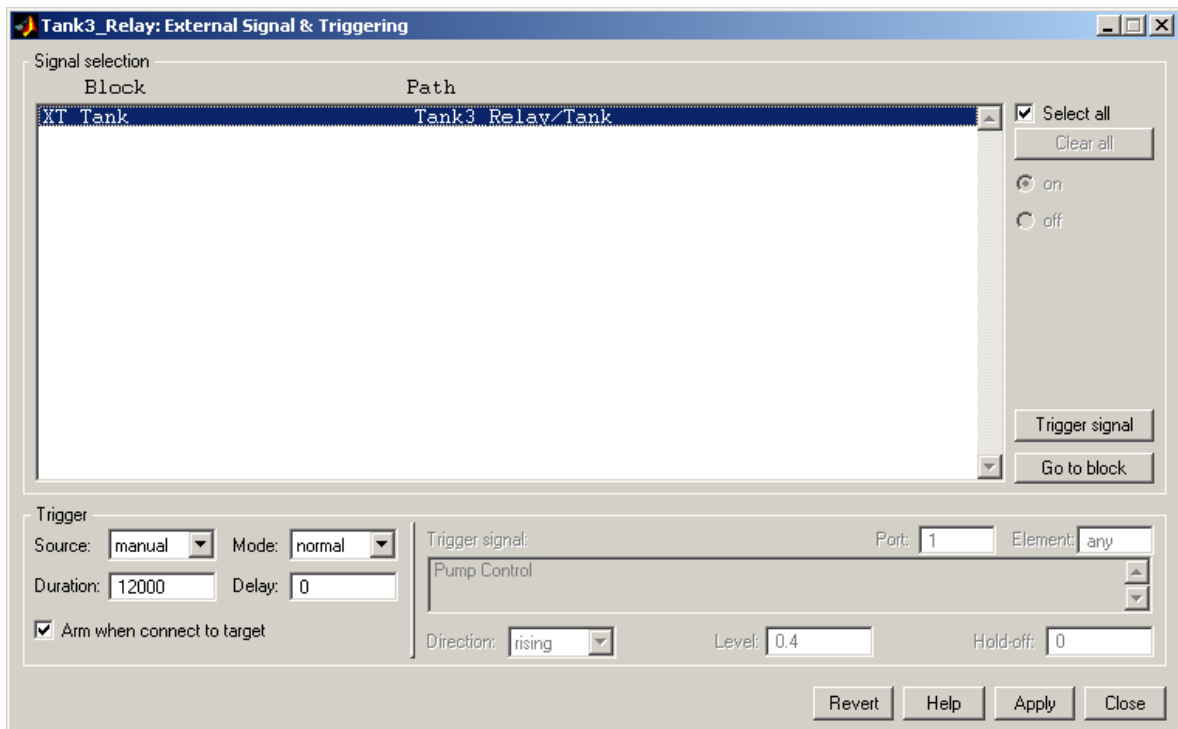 Tank3_Relay: External Signal & Triggering
Signal selection
Block Path
XT Tank Tank3_Relay/Tank
Select all
Clear all
on
off
Trigger signal
Go to block
Trigger
Source: manual Mode: normal
Duration: 12000 Delay: 0
Arm when connect to target
Trigger signal: Port: 1 Element: any
Pump Control
Direction: rising Level: 0.4 Hold-off: 0
Revert Help Apply Close